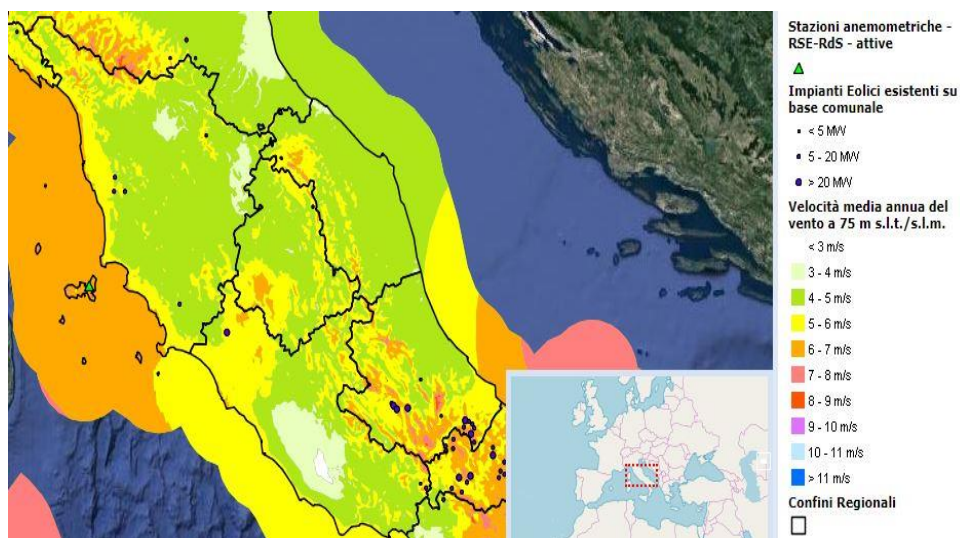 Stazioni anemometriche -
RSE-RdS - attive
Impianti Eolici esistenti su
base comunale
< 5 MW
5 - 20 MW
> 20 MW
Velocità media annua del
vento a 75 m s.l.t./s.l.m.
< 3 m/s
3 - 4 m/s
4 - 5 m/s
5 - 6 m/s
6 - 7 m/s
7 - 8 m/s
8 - 9 m/s
9 - 10 m/s
10 - 11 m/s
> 11 m/s
Confini Regionali